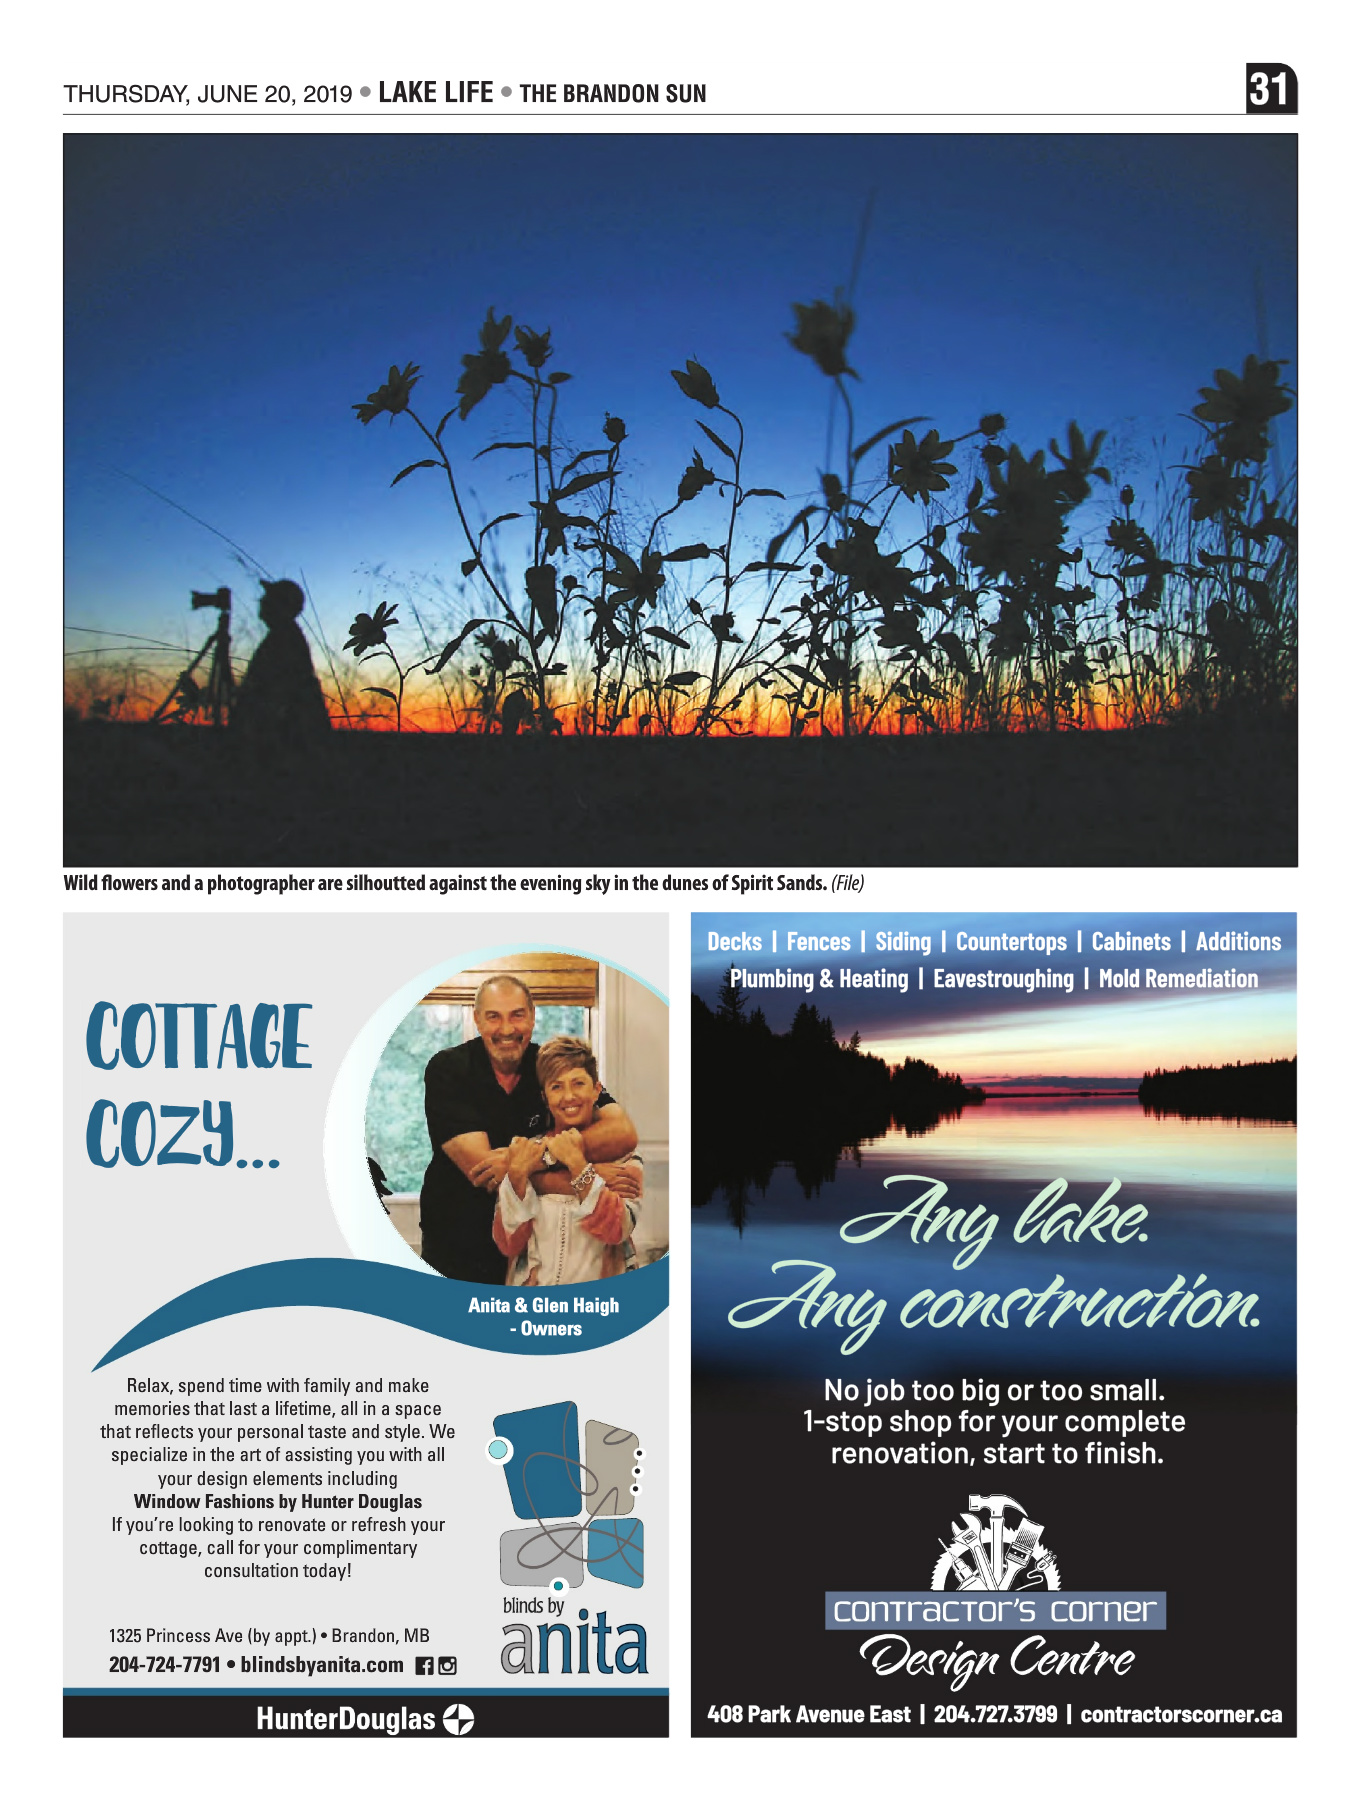 THURSDAY, JUNE 20, 2019 • LAKE LIFE • THE BRANDON SUN
31
Wild flowers and a photographer are silhoutted against the evening sky in the dunes of Spirit Sands. (File)
COTTAGE
COZY...
Anita & Glen Haigh
- Owners
Relax, spend time with family and make
memories that last a lifetime, all in a space
that reflects your personal taste and style. We
specialize in the art of assisting you with all
your design elements including
Window Fashions by Hunter Douglas
If you're looking to renovate or refresh your
cottage, call for your complimentary
consultation today!
1325 Princess Ave (by appt.) • Brandon, MB
204-724-7791 • blindsbyanita.com
blinds by
anita
HunterDouglas
Decks | Fences | Siding | Countertops | Cabinets | Additions
Plumbing & Heating | Eavestroughing | Mold Remediation
Any lake.
Any construction.
No job too big or too small.
1-stop shop for your complete
renovation, start to finish.
CONTRACTOR'S CORNER
Design Centre
408 Park Avenue East | 204.727.3799 | contractorscorner.ca